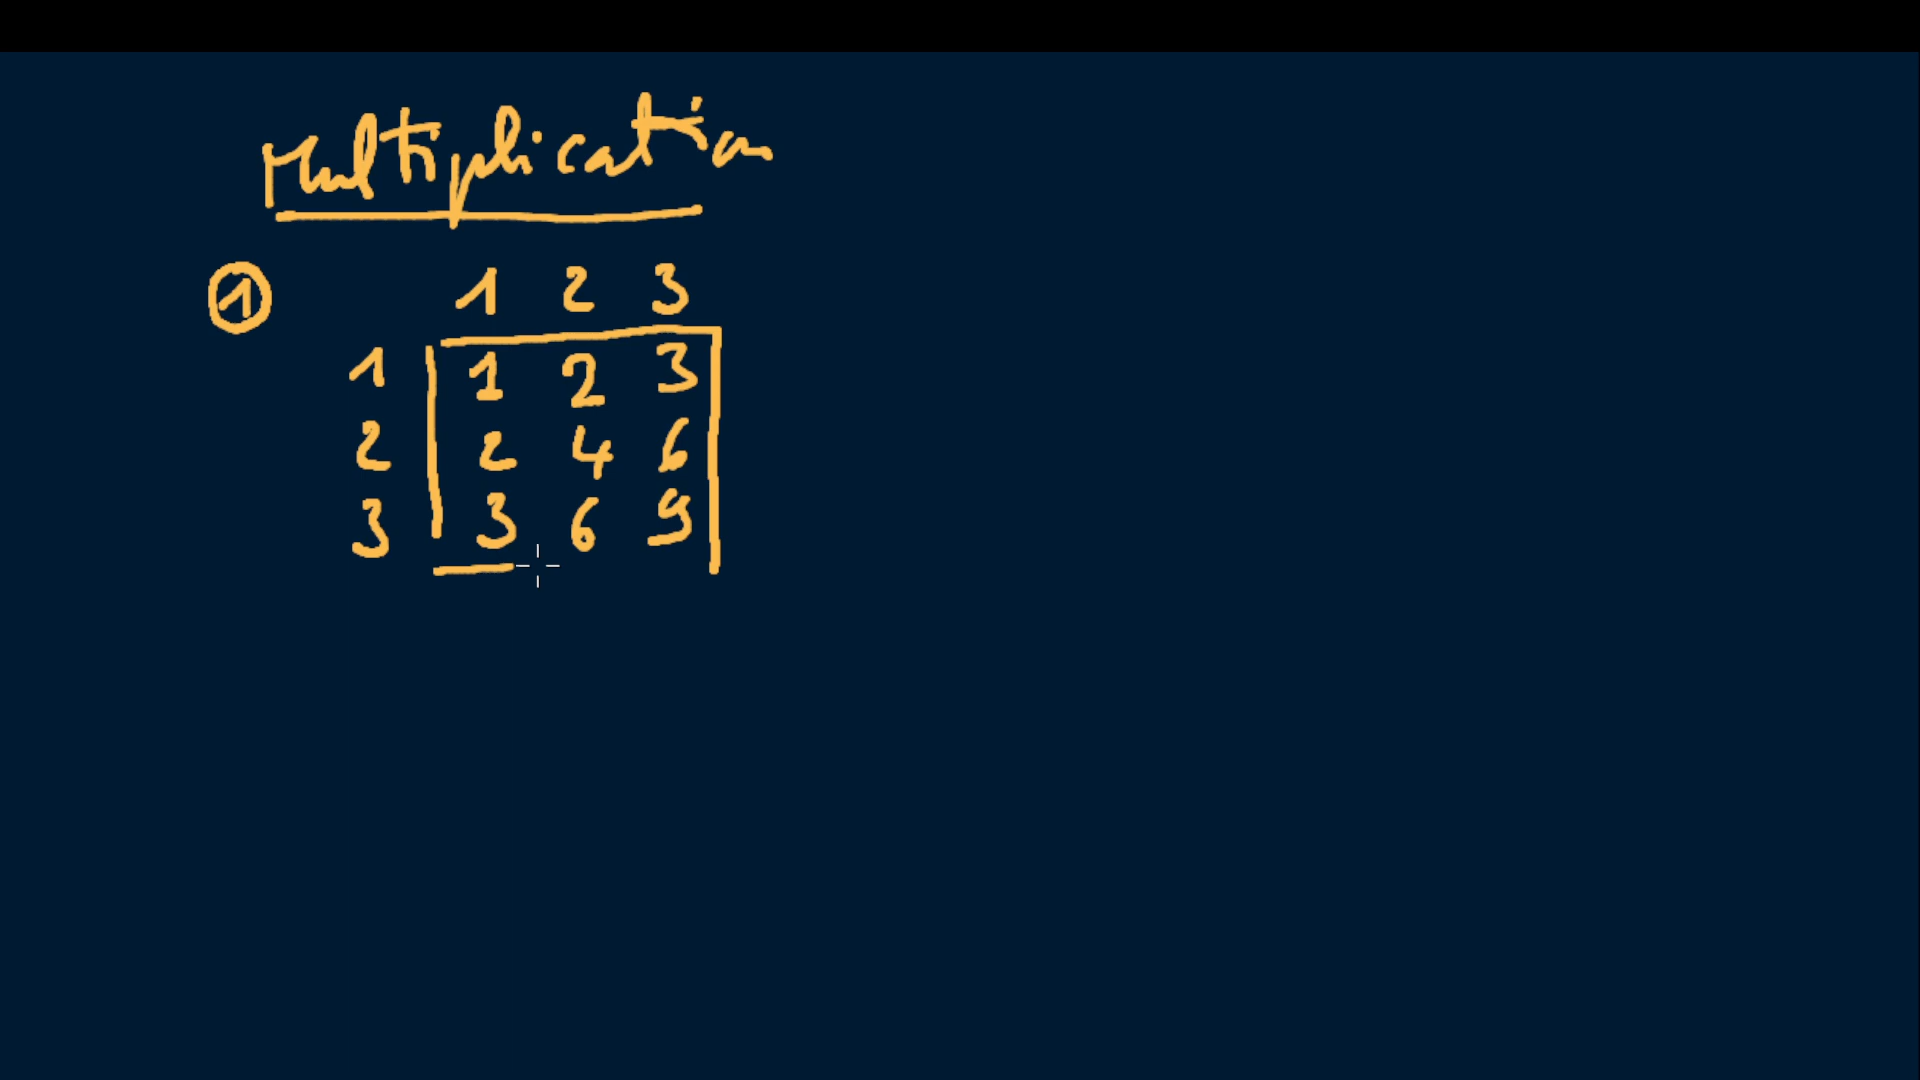 Multiplication
① 1 2 3
1 1 2 3
2 2 4 6
3 3 6 9